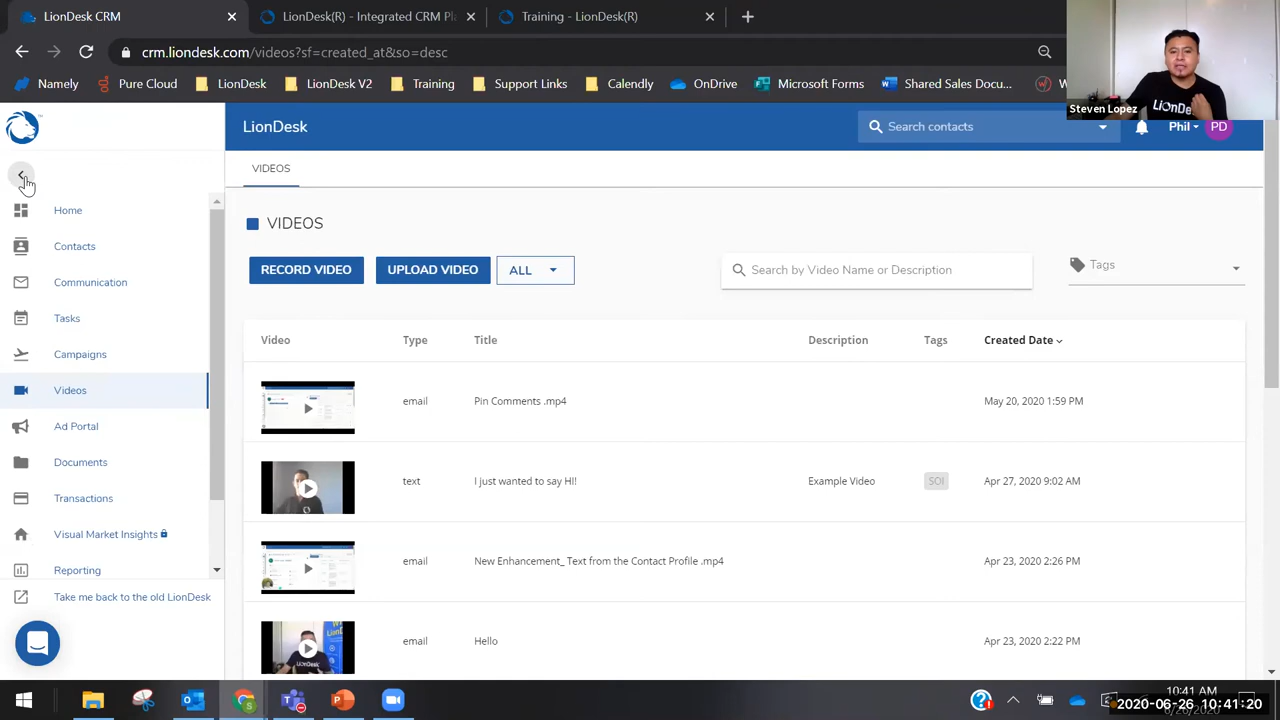 LionDesk CRM
LionDesk(R) - Integrated CRM Pl
Training - LionDesk(R)
crm.liondesk.com/videos?sf=created_at&so=desc
Nation
Pure Cloud
LionDesk
LionDesk V2
Training
Support Links
Calendly
OnDrive
Microsoft Forms
Shared Sales Docu...
Steven Lopez
LionDe
LionDesk
Search contacts
Phil
PD
VIDEOS
Home
Contacts
Communication
Tasks
Campaigns
Videos
Ad Portal
Documents
Transactions
Visual Market Insights
Reporting
Take me back to the old LionDesk
VIDEOS
RECORD VIDEO
UPLOAD VIDEO
ALL
Search by Video Name or Description
Tags
Video Type Title Description Tags Created Date
email Pin Comments .mp4 May 20, 2020 1:59 PM
text I just wanted to say HI! Example Video SOI Apr 27, 2020 9:02 AM
email New Enhancement_ Text from the Contact Profile .mp4 Apr 23, 2020 2:26 PM
email Hello Apr 23, 2020 2:22 PM
10:41 AM
2020-06-26 10:41:20